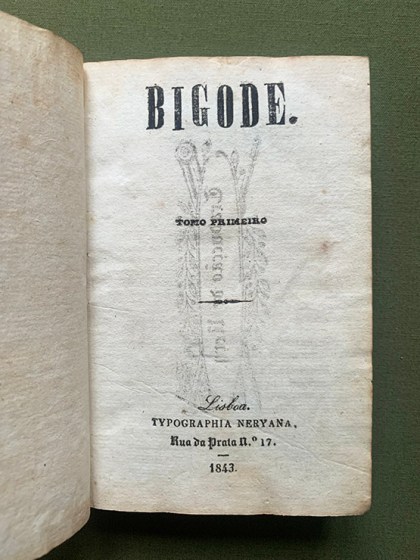 BIGODE.
TOMO PRIMEIRO
Lisboa.
TYPOGRAPHIA NERYANA,
Rua da Prata N.º 17.
1843.